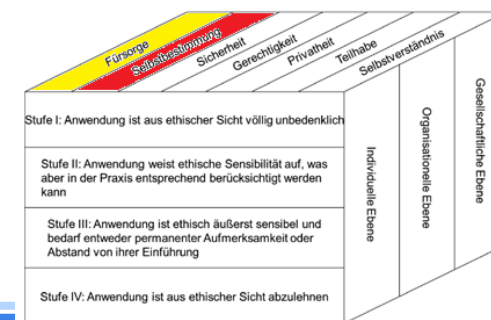 Fürsorge
Selbstbestimmung
Sicherheit
Gerechtigkeit
Privatheit
Teilhabe
Selbstverständnis
Stufe I: Anwendung ist aus ethischer Sicht völlig unbedenklich
Stufe II: Anwendung weist ethische Sensibilität auf, was
aber in der Praxis entsprechend berücksichtigt werden
kann
Stufe III: Anwendung ist ethisch äußerst sensibel und
bedarf entweder permanenter Aufmerksamkeit oder
Abstand von ihrer Einführung
Stufe IV: Anwendung ist aus ethischer Sicht abzulehnen
Individuelle Ebene
Organisationelle Ebene
Gesellschaftliche Ebene